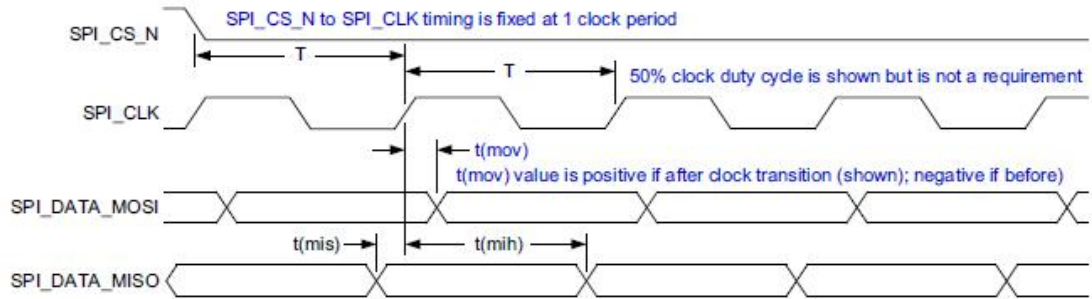 SPI_CS_N to SPI_CLK timing is fixed at 1 clock period
SPI_CS_N
T
T
50% clock duty cycle is shown but is not a requirement
SPI_CLK
t(mov)
t(mov) value is positive if after clock transition (shown); negative if before)
SPI_DATA_MOSI
t(mis)
t(mih)
SPI_DATA_MISO